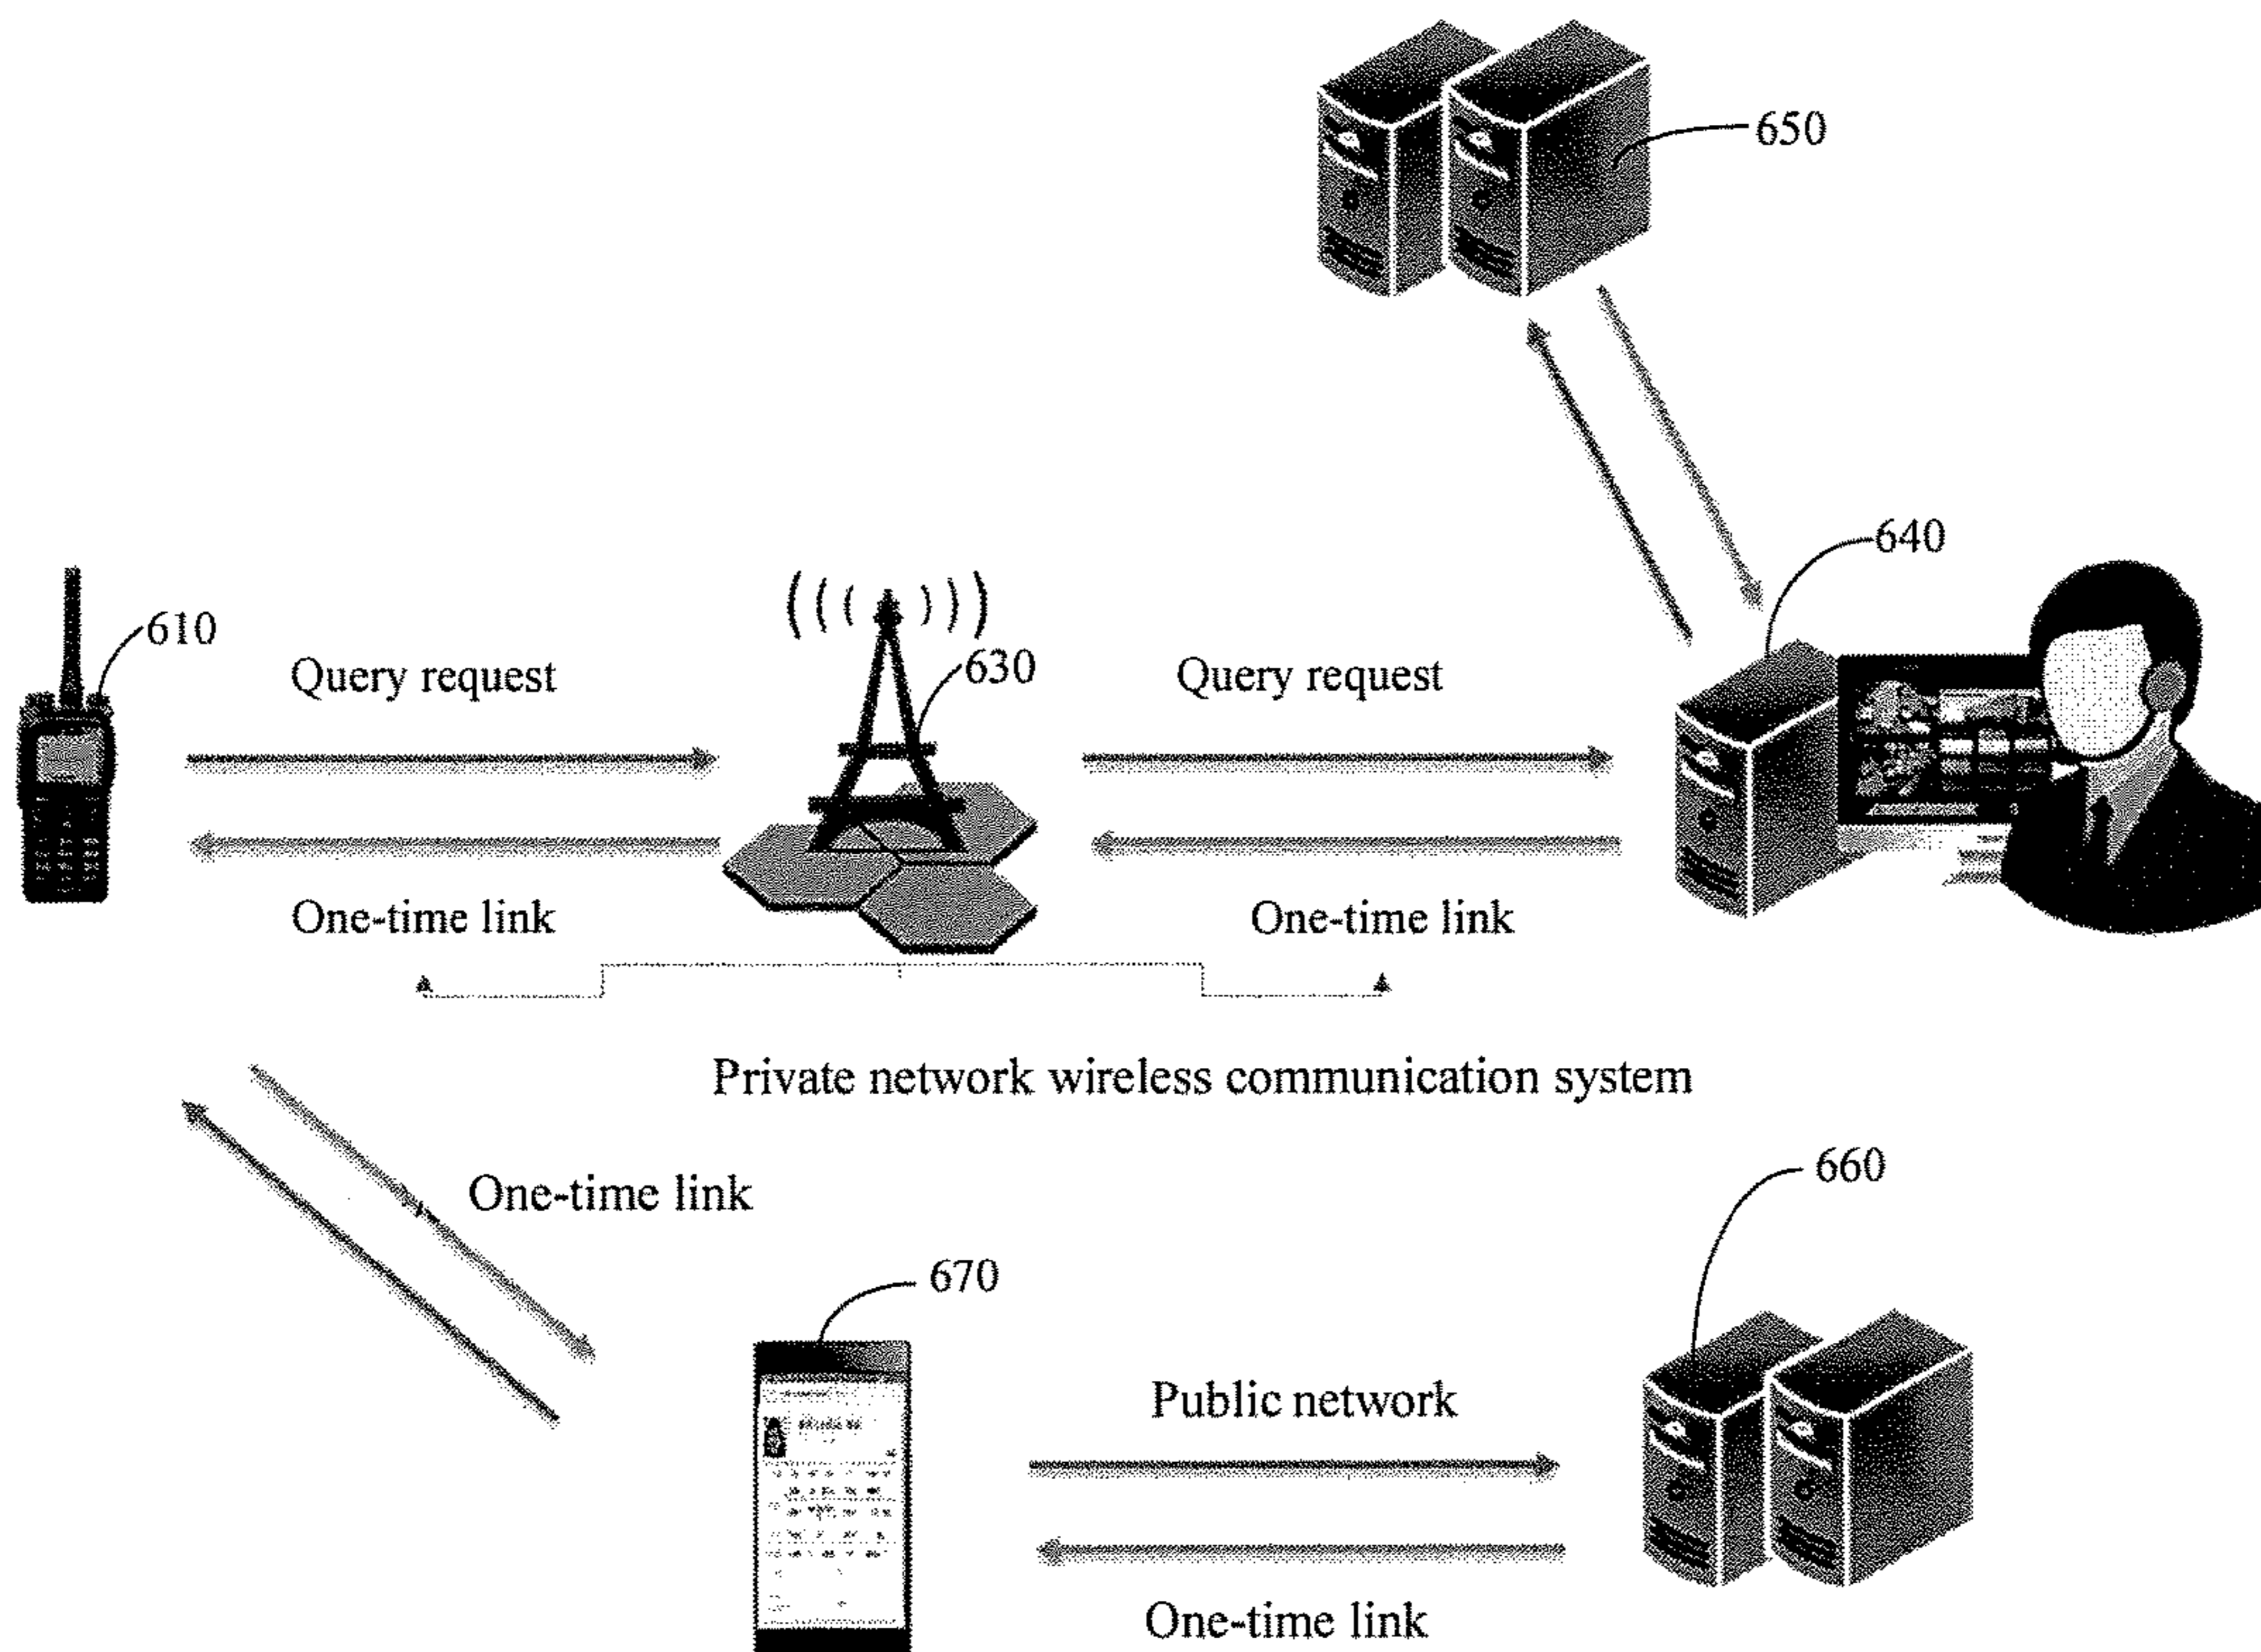 650
640
610
Query request
630
Query request
One-time link
One-time link
Private network wireless communication system
One-time link
660
670
Public network
One-time link